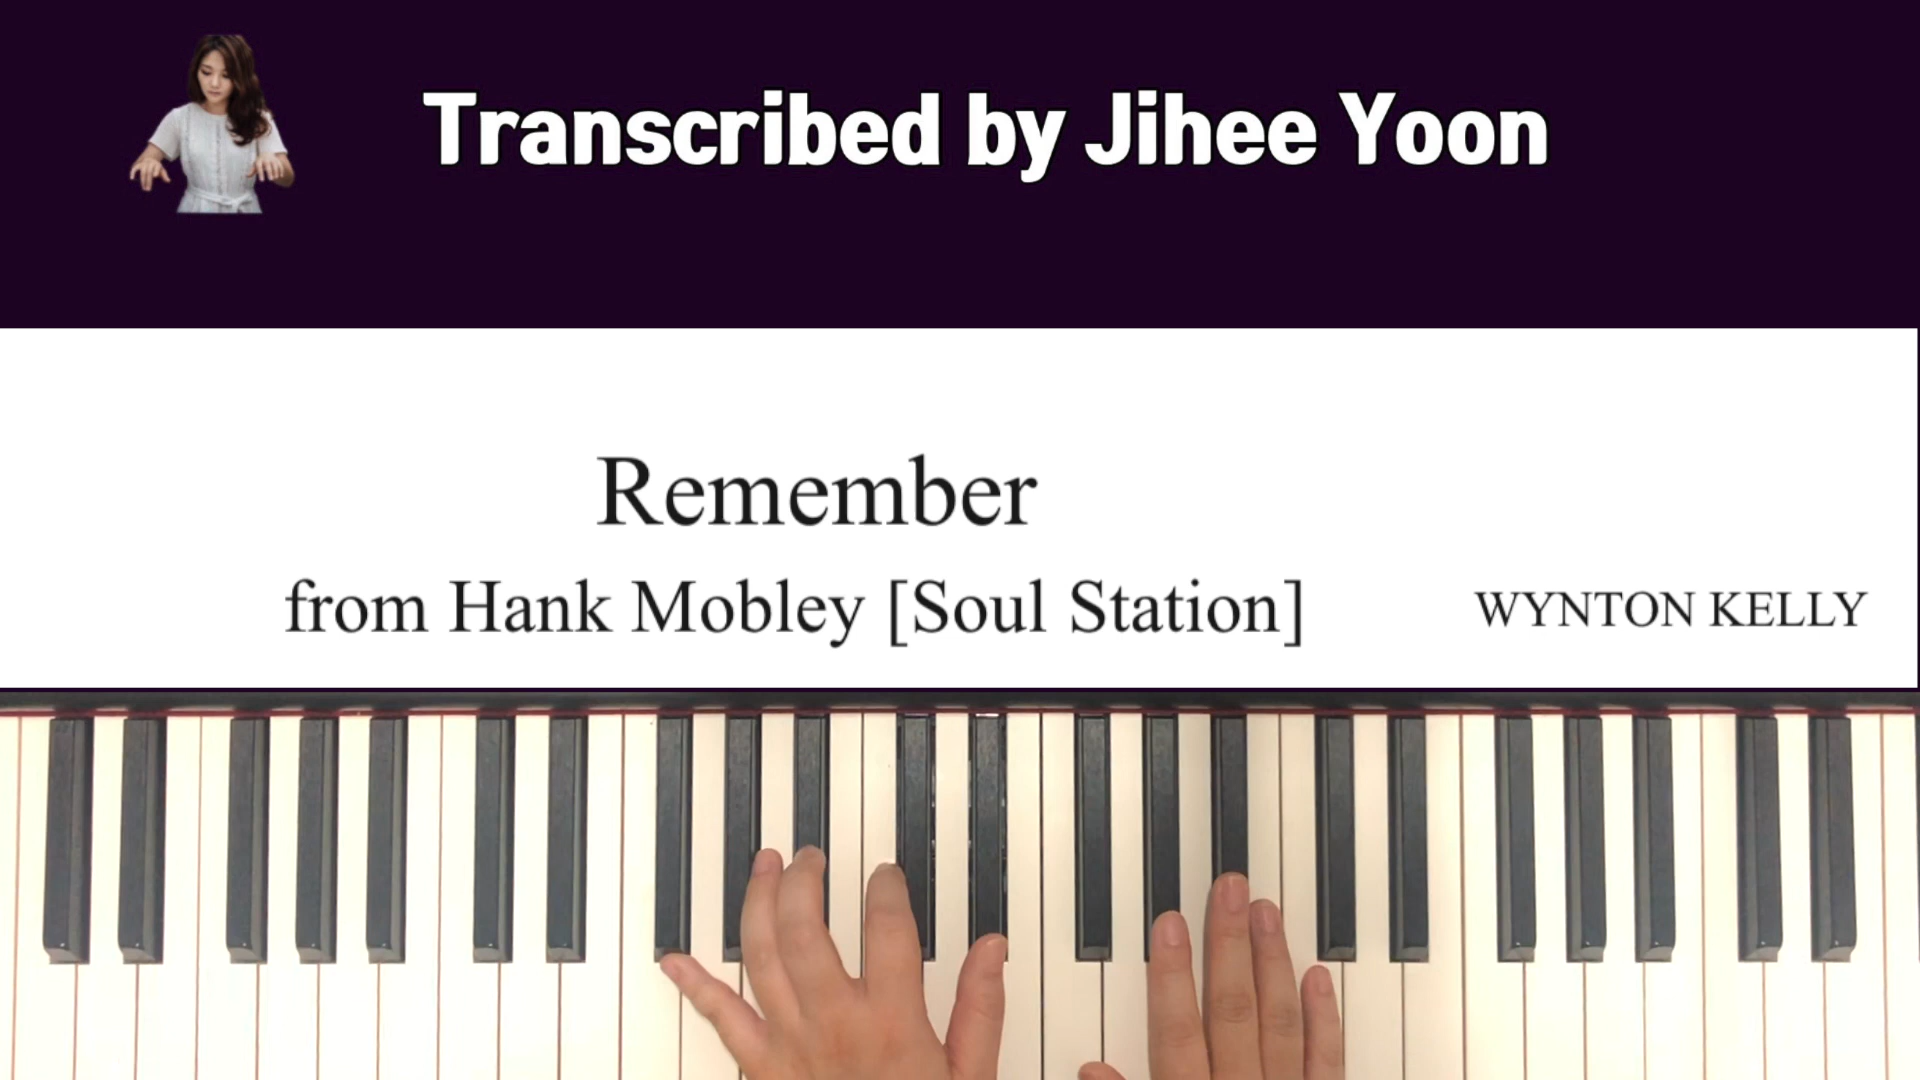 Transcribed by Jihee Yoon
Remember
from Hank Mobley [Soul Station]
WYNTON KELLY